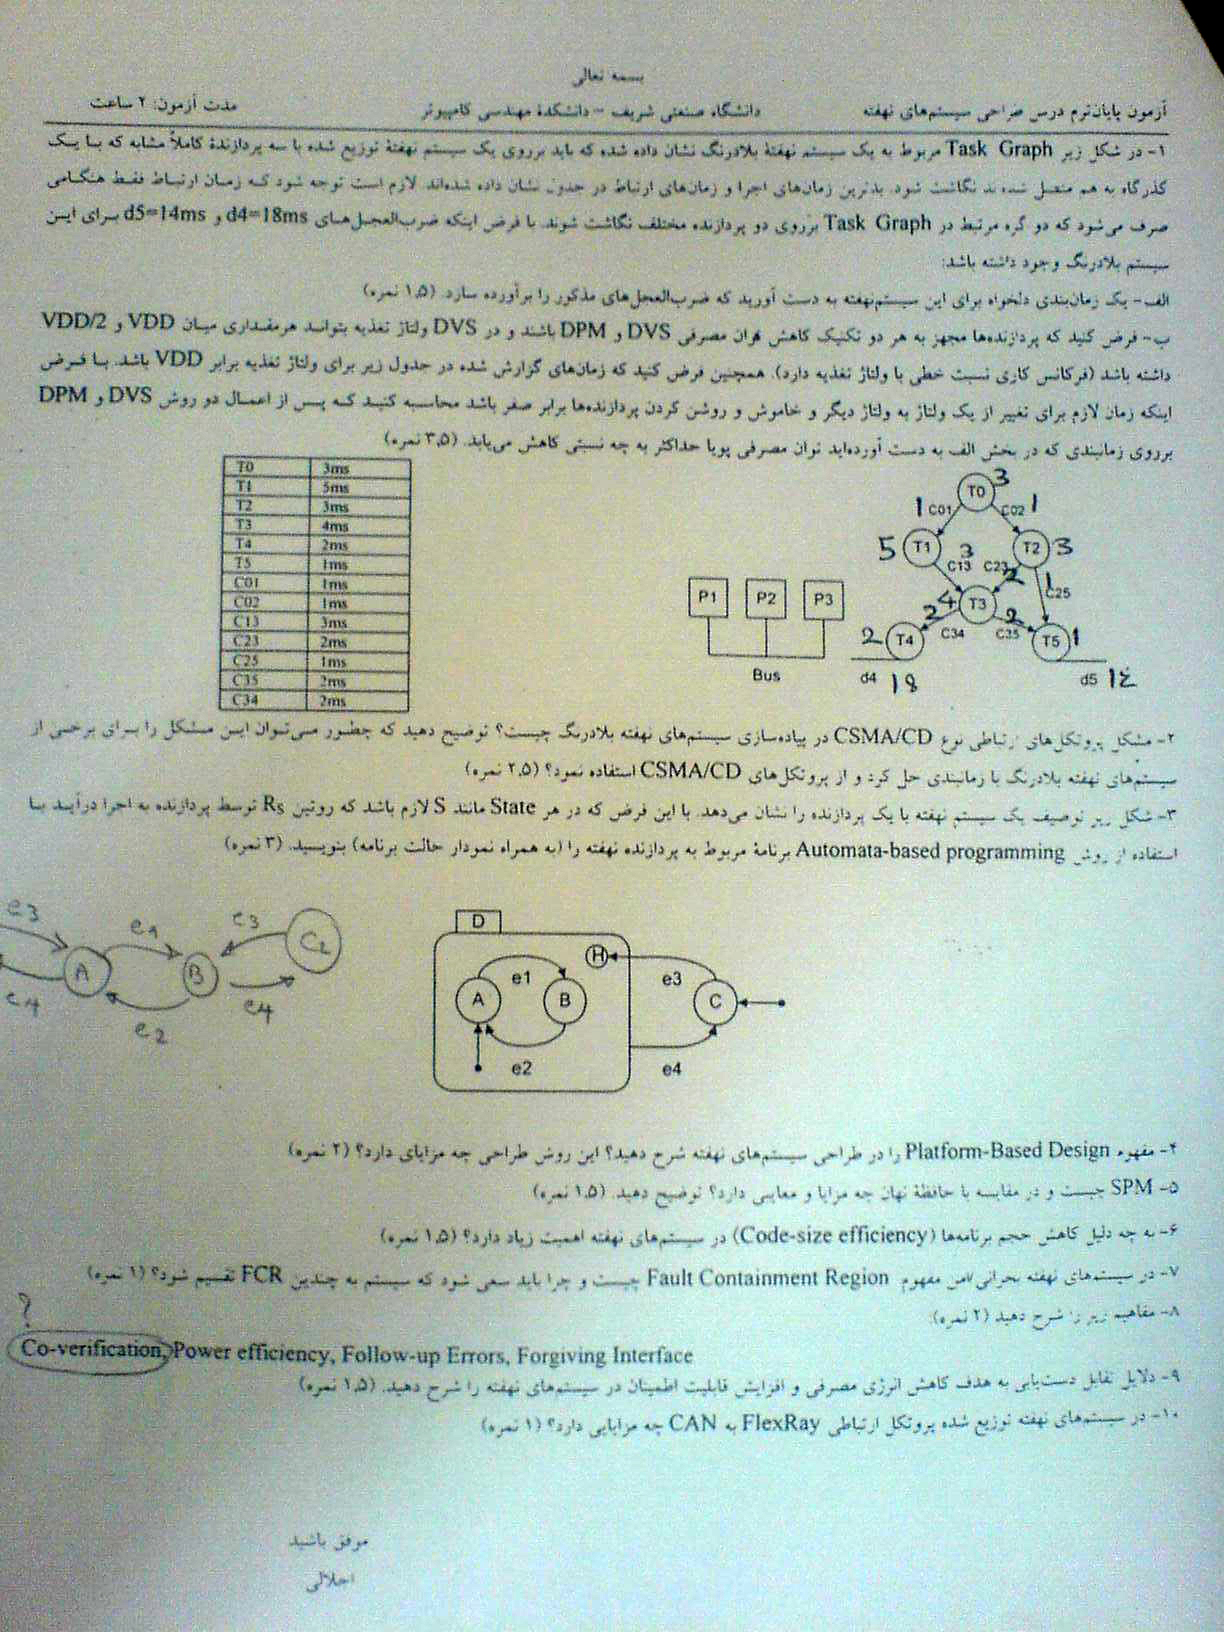 بسمه تعالی
آزمون پایان‌ترم درس طراحی سیستم‌های نهفته دانشگاه صنعتی شریف – دانشکدهٔ مهندسی کامپیوتر مدت آزمون: ۲ ساعت
۱- در شکل زیر Task Graph مربوط به یک سیستم نهفتهٔ بلادرنگ نشان داده شده که باید برروی یک سیستم نهفتهٔ توزیع شده با سه پردازندهٔ کاملاً مشابه که با یک
گذرگاه به هم متصل شده‌ند نگاشت شود. بدترین زمان‌های اجرا و زمان‌های ارتباط در جدول نشان داده شده‌اند. لازم است توجه شود که زمان ارتباط فقط هنگامی
صرف می‌شود که دو گره مرتبط در Task Graph برروی دو پردازنده مختلف نگاشت شوند. با فرض اینکه ضرب‌العجل‌های d4=18ms و d5=14ms برای این
سیستم بلادرنگ وجود داشته باشد:
الف- یک زمان‌بندی دلخواه برای این سیستم‌نهفته به دست آورید که ضرب‌العجل‌های مذکور را برآورده سازد. (۱,۵ نمره)
ب- فرض کنید که پردازنده‌ها مجهز به هر دو تکنیک کاهش توان مصرفی DVS و DPM باشند و در DVS ولتاژ تغذیه بتواند هرمقداری میان VDD و VDD/2
داشته باشد (فرکانس کاری نسبت خطی با ولتاژ تغذیه دارد). همچنین فرض کنید که زمان‌های گزارش شده در جدول زیر برای ولتاژ تغذیه برابر VDD باشد. با فرض
اینکه زمان لازم برای تغییر از یک ولتاژ به ولتاژ دیگر و خاموش و روشن کردن پردازنده‌ها برابر صفر باشد محاسبه کنید که پس از اعمال دو روش DVS و DPM
برروی زمانبندی که در بخش الف به دست آورده‌اید توان مصرفی پویا حداکثر به چه نسبتی کاهش می‌یابد. (۳,۵ نمره)
T0 3ms
T1 5ms
T2 3ms
T3 4ms
T4 2ms
T5 1ms
C01 1ms
C02 1ms
C13 3ms
C23 2ms
C25 1ms
C35 2ms
C34 2ms
P1 P2 P3
Bus
T0 3
1 C01 C02 1
5 T1 T2 3
C13 3 C23 2
C25 1
4 T3
2 C34 C35 2
2 T4 T5 1
d4 18 d5 14
۲- مشکل پروتکل‌های ارتباطی نوع CSMA/CD در پیاده‌سازی سیستم‌های نهفته بلادرنگ چیست؟ توضیح دهید که چطور می‌توان این مشکل را برای برخی از
سیستم‌های نهفته بلادرنگ با زمانبندی حل کرد و از پروتکل‌های CSMA/CD استفاده نمود؟ (۲,۵ نمره)
۳- شکل زیر توصیف یک سیستم نهفته با یک پردازنده را نشان می‌دهد. با این فرض که در هر State مانند S لازم باشد که روتین Rs توسط پردازنده به اجرا درآید با
استفاده از روش Automata-based programming برنامهٔ مربوط به پردازنده نهفته را (به همراه نمودار حالت برنامه) بنویسید. (۳ نمره)
e3 e1 e3 C2
A B
e4 e2 e4
D
H
A e1 B e3 C
e2 e4
۴- مفهوم Platform-Based Design را در طراحی سیستم‌های نهفته شرح دهید؟ این روش طراحی چه مزایای دارد؟ (۲ نمره)
۵- SPM چیست و در مقایسه با حافظهٔ نهان چه مزایا و معایبی دارد؟ توضیح دهید. (۱,۵ نمره)
۶- به چه دلیل کاهش حجم برنامه‌ها (Code-size efficiency) در سیستم‌های نهفته اهمیت زیاد دارد؟ (۱,۵ نمره)
۷- در سیستم‌های نهفته بحرانی-امن مفهوم Fault Containment Region چیست و چرا باید سعی شود که سیستم به چندین FCR تقسیم شود؟ (۱ نمره)
۸- مفاهیم زیر را شرح دهید (۲ نمره):
?
Co-verification, Power efficiency, Follow-up Errors, Forgiving Interface
۹- دلایل تقابل دست‌یابی به هدف کاهش انرژی مصرفی و افزایش قابلیت اطمینان در سیستم‌های نهفته را شرح دهید. (۱,۵ نمره)
۱۰- در سیستم‌های نهفته توزیع شده پروتکل ارتباطی FlexRay به CAN چه مزایایی دارد؟ (۱ نمره)
موفق باشید
اجلالی